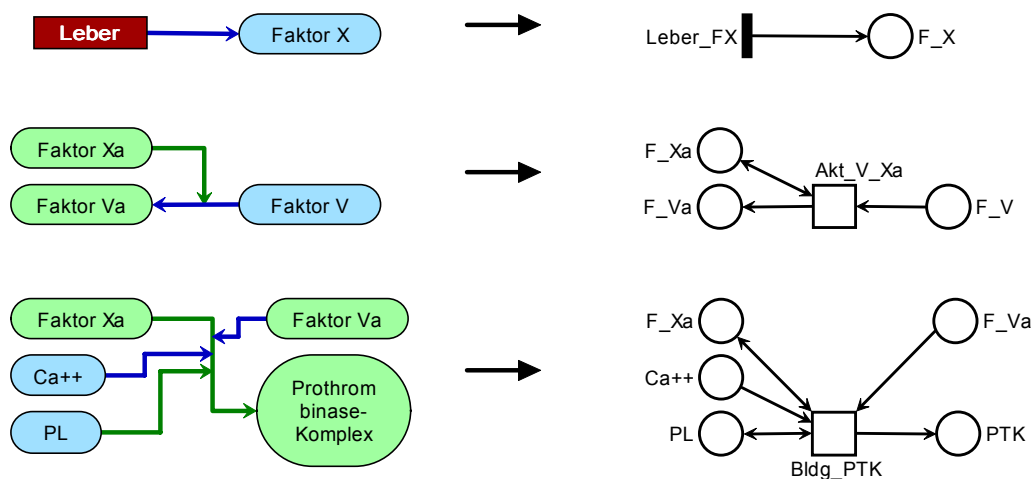 Leber
Faktor X
Leber_FX
F_X
Faktor Xa
Faktor Va
Faktor V
F_Xa
Akt_V_Xa
F_Va
F_V
Faktor Xa
Faktor Va
Ca++
PL
Prothrom
binase-
Komplex
F_Xa
F_Va
Ca++
PL
PTK
Bldg_PTK